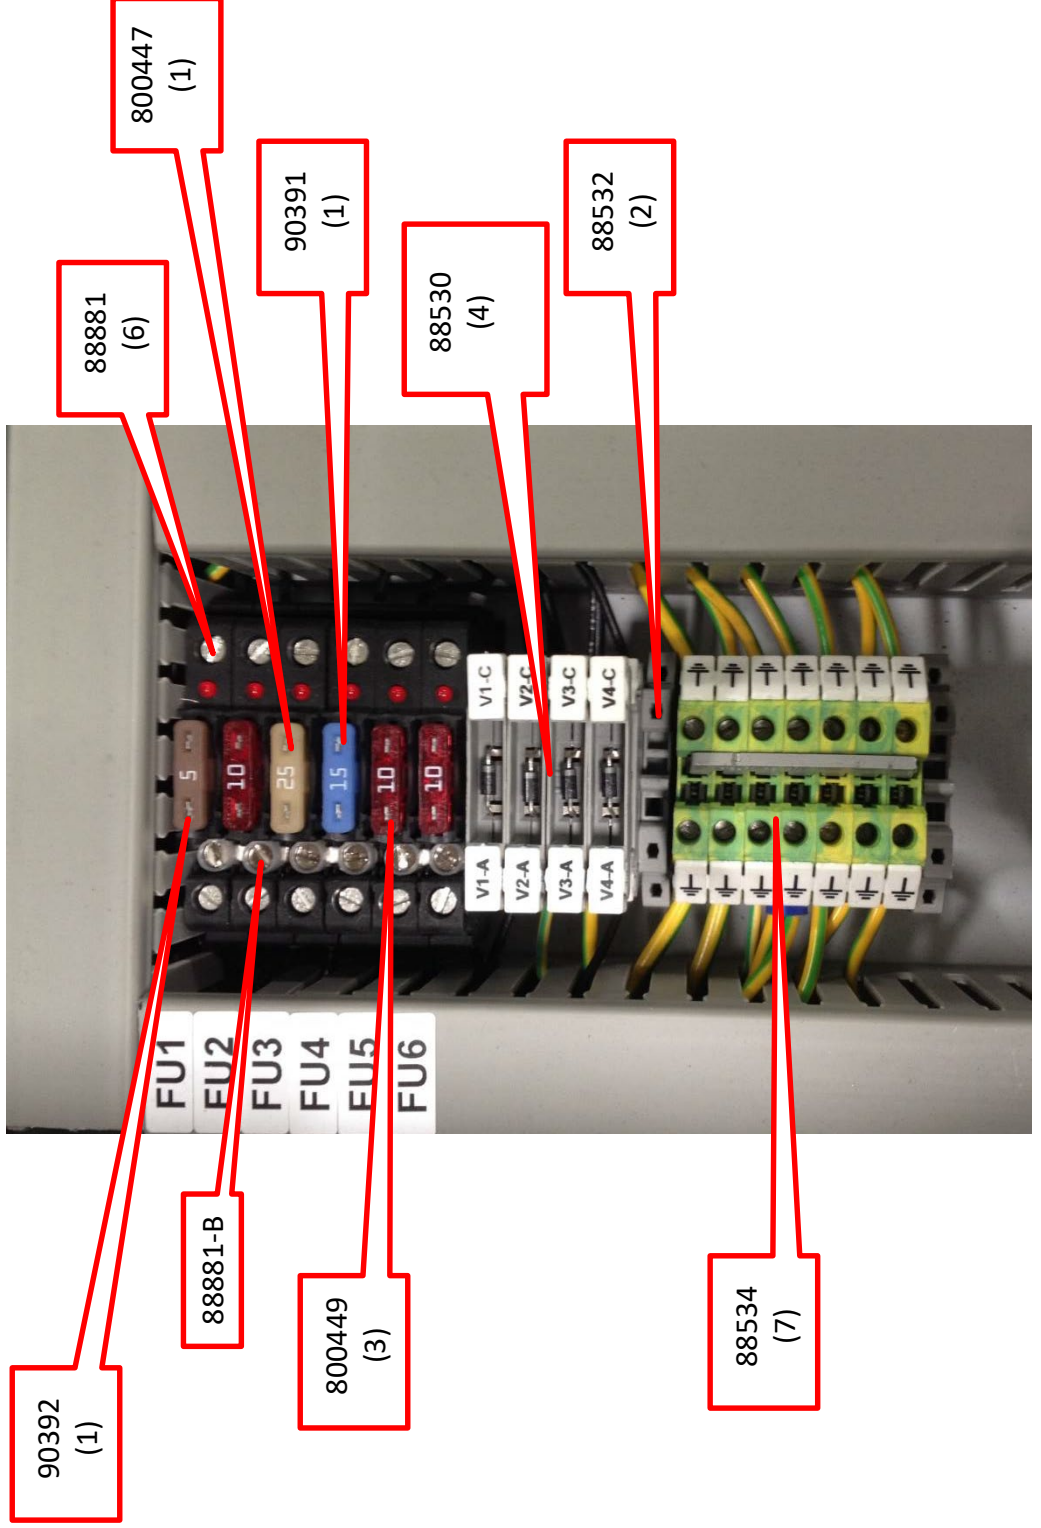 800447
(1)
88881
(6)
90391
(1)
88530
(4)
88532
(2)
V1-C
V2-C
V3-C
V4-C
5
10
25
15
10
10
V1-A
V2-A
V3-A
V4-A
FU1
FU2
FU3
FU4
FU5
FU6
90392
(1)
88881-B
800449
(3)
88534
(7)